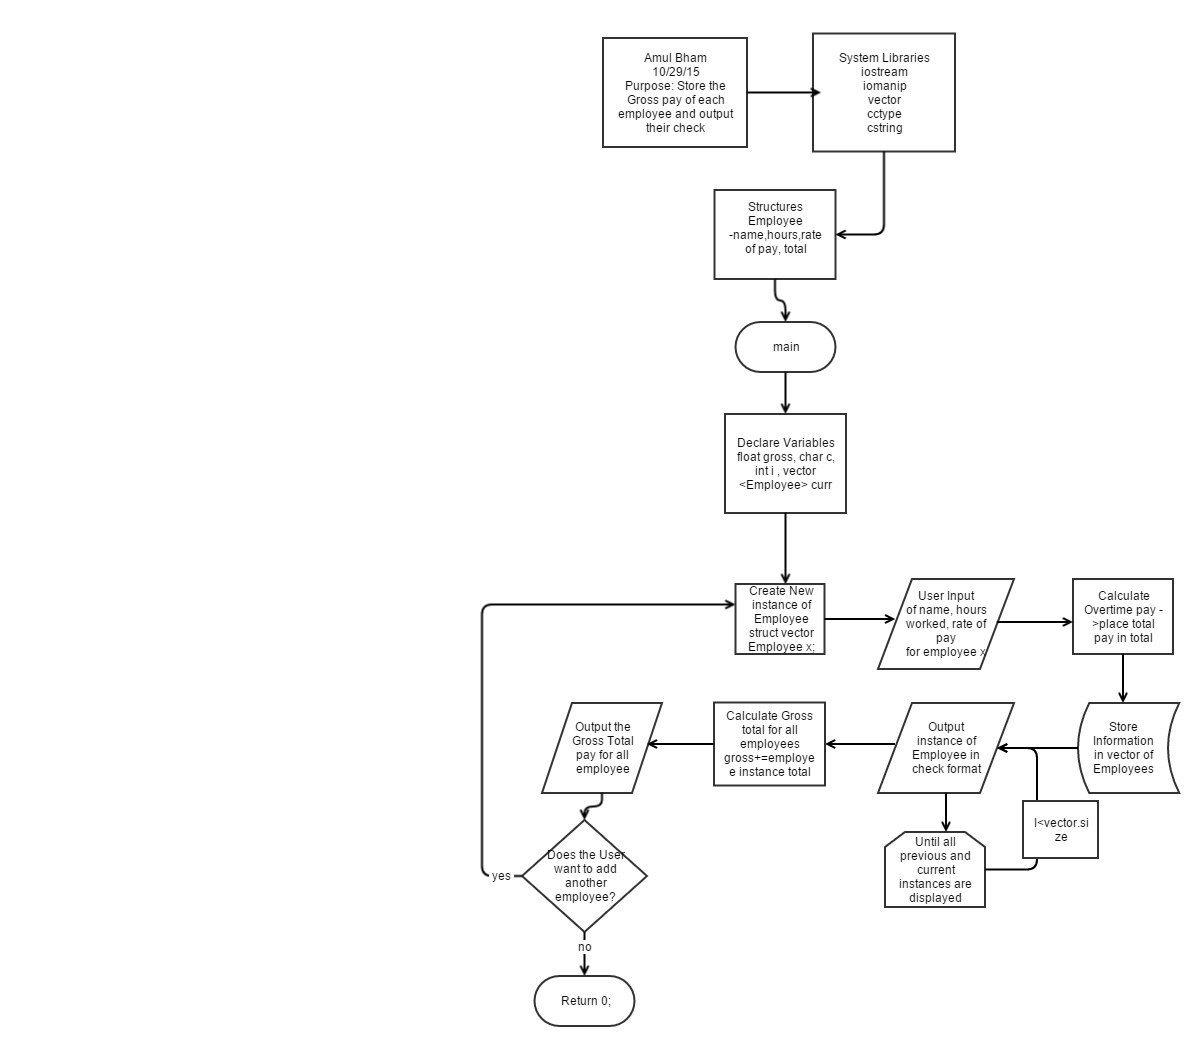 Amul Bham
10/29/15
Purpose: Store the
Gross pay of each
employee and output
their check
System Libraries
iostream
iomanip
vector
cctype
cstring
Structures
Employee
-name,hours,rate
of pay, total
main
Declare Variables
float gross, char c,
int i , vector
<Employee> curr
Create New
instance of
Employee
struct vector
Employee x;
User Input
of name, hours
worked, rate of
pay
for employee x
Calculate
Overtime pay -
>place total
pay in total
Store
Information
in vector of
Employees
Output
instance of
Employee in
check format
I<vector.si
ze
Until all
previous and
current
instances are
displayed
Calculate Gross
total for all
employees
gross+=employe
e instance total
Output the
Gross Total
pay for all
employee
Does the User
want to add
another
employee?
yes
no
Return 0;